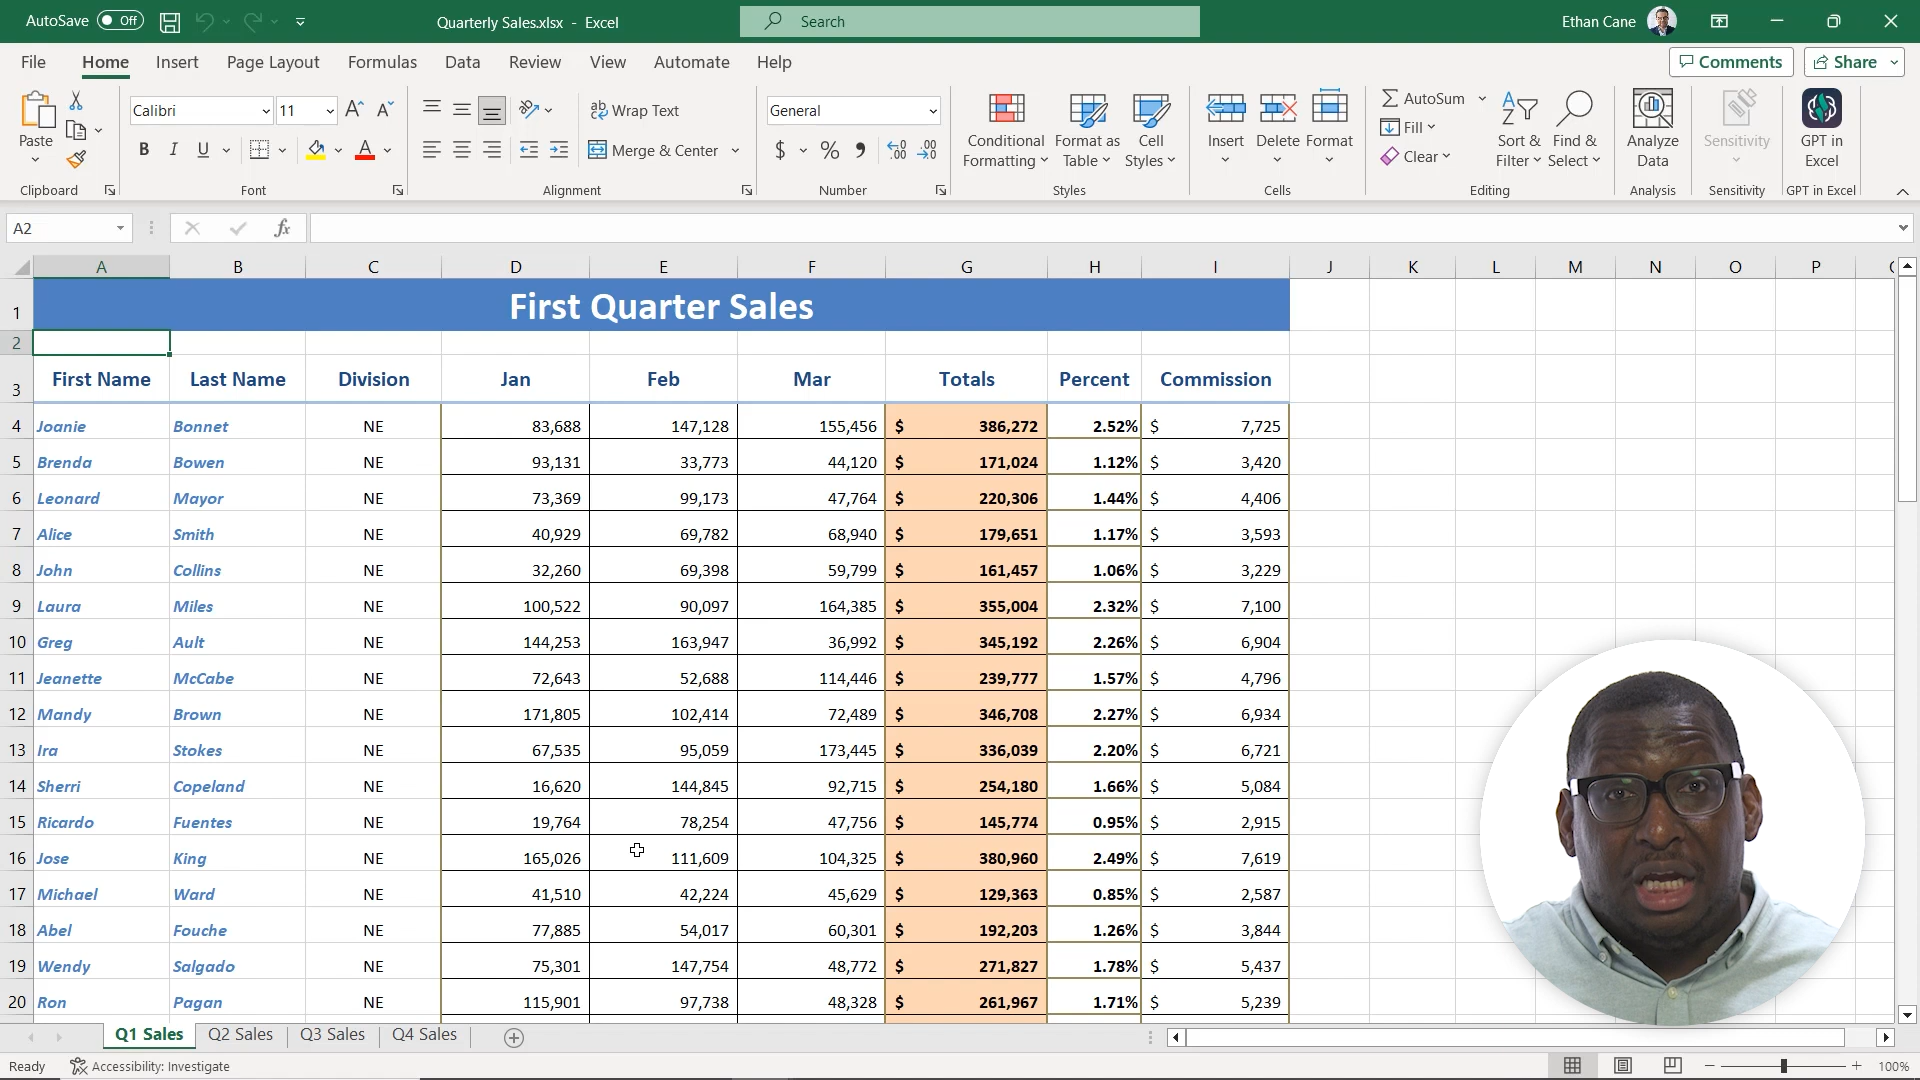 AutoSave Off Quarterly Sales.xlsx - Excel Search Ethan Cane
File Home Insert Page Layout Formulas Data Review View Automate Help Comments Share
Paste
Clipboard
Calibri 11
B I U A
Font
Wrap Text
Merge & Center
Alignment
General
$ % 9 .00 .00
Number
Conditional Formatting
Format as Table
Cell Styles
Styles
Insert Delete Format
Cells
AutoSum
Fill
Clear
Sort & Filter
Find & Select
Editing
Analyze Data
Analysis
Sensitivity
Sensitivity
GPT in Excel
GPT in Excel
A2 fx
A B C D E F G H I J K L M N O P
1 First Quarter Sales
2
3 First Name Last Name Division Jan Feb Mar Totals Percent Commission
4 Joanie Bonnet NE 83,688 147,128 155,456 $ 386,272 2.52% $ 7,725
5 Brenda Bowen NE 93,131 33,773 44,120 $ 171,024 1.12% $ 3,420
6 Leonard Mayor NE 73,369 99,173 47,764 $ 220,306 1.44% $ 4,406
7 Alice Smith NE 40,929 69,782 68,940 $ 179,651 1.17% $ 3,593
8 John Collins NE 32,260 69,398 59,799 $ 161,457 1.06% $ 3,229
9 Laura Miles NE 100,522 90,097 164,385 $ 355,004 2.32% $ 7,100
10 Greg Ault NE 144,253 163,947 36,992 $ 345,192 2.26% $ 6,904
11 Jeanette McCabe NE 72,643 52,688 114,446 $ 239,777 1.57% $ 4,796
12 Mandy Brown NE 171,805 102,414 72,489 $ 346,708 2.27% $ 6,934
13 Ira Stokes NE 67,535 95,059 173,445 $ 336,039 2.20% $ 6,721
14 Sherri Copeland NE 16,620 144,845 92,715 $ 254,180 1.66% $ 5,084
15 Ricardo Fuentes NE 19,764 78,254 47,756 $ 145,774 0.95% $ 2,915
16 Jose King NE 165,026 111,609 104,325 $ 380,960 2.49% $ 7,619
17 Michael Ward NE 41,510 42,224 45,629 $ 129,363 0.85% $ 2,587
18 Abel Fouche NE 77,885 54,017 60,301 $ 192,203 1.26% $ 3,844
19 Wendy Salgado NE 75,301 147,754 48,772 $ 271,827 1.78% $ 5,437
20 Ron Pagan NE 115,901 97,738 48,328 $ 261,967 1.71% $ 5,239
Q1 Sales Q2 Sales Q3 Sales Q4 Sales
Ready Accessibility: Investigate 100%